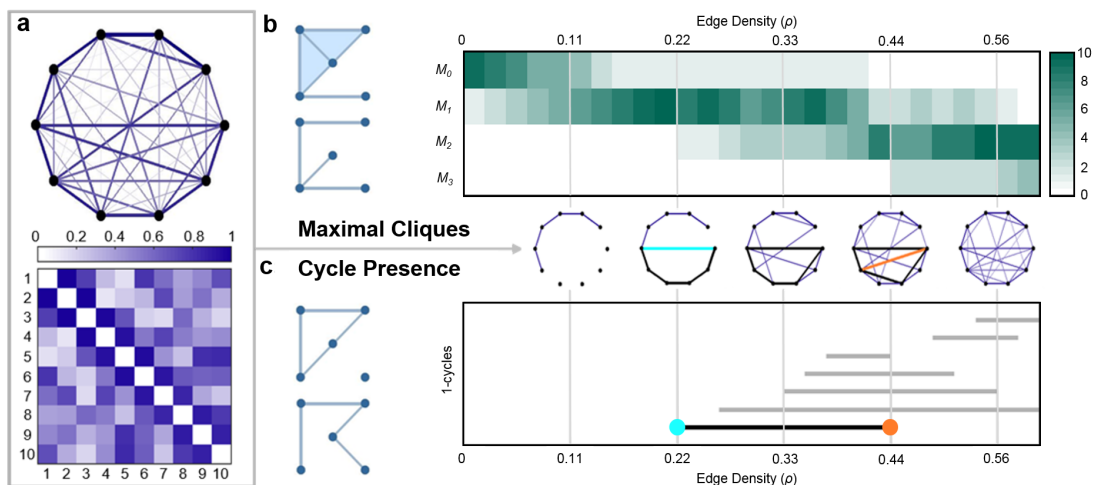 a
0 0.2 0.4 0.6 0.8 1
1
2
3
4
5
6
7
8
9
10
1 2 3 4 5 6 7 8 9 10
b
Edge Density (ρ)
0 0.11 0.22 0.33 0.44 0.56
M0
M1
M2
M3
10
8
6
4
2
0
Maximal Cliques
c
Cycle Presence
1-cycles
0 0.11 0.22 0.33 0.44 0.56
Edge Density (ρ)